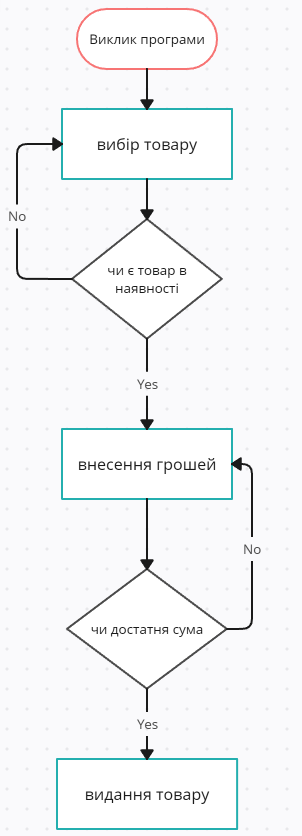 Виклик програми
вибір товару
No
чи є товар в
наявності
Yes
внесення грошей
No
чи достатня сума
Yes
видання товару